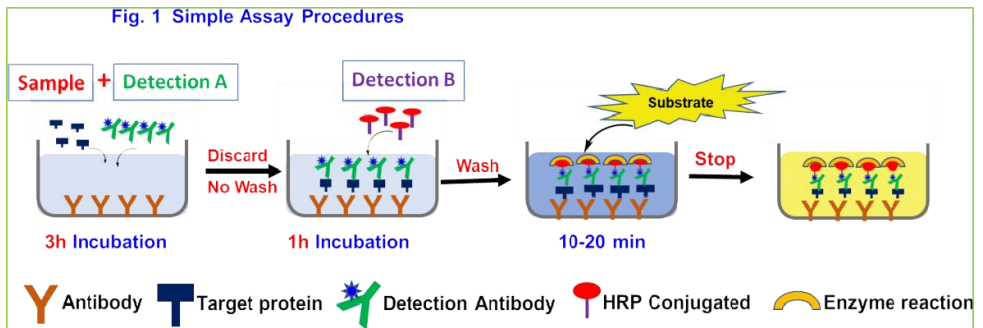 Fig. 1 Simple Assay Procedures
Sample + Detection A
Detection B
Substrate
Discard
No Wash
Wash
Stop
3h Incubation
1h Incubation
10-20 min
Antibody
Target protein
Detection Antibody
HRP Conjugated
Enzyme reaction